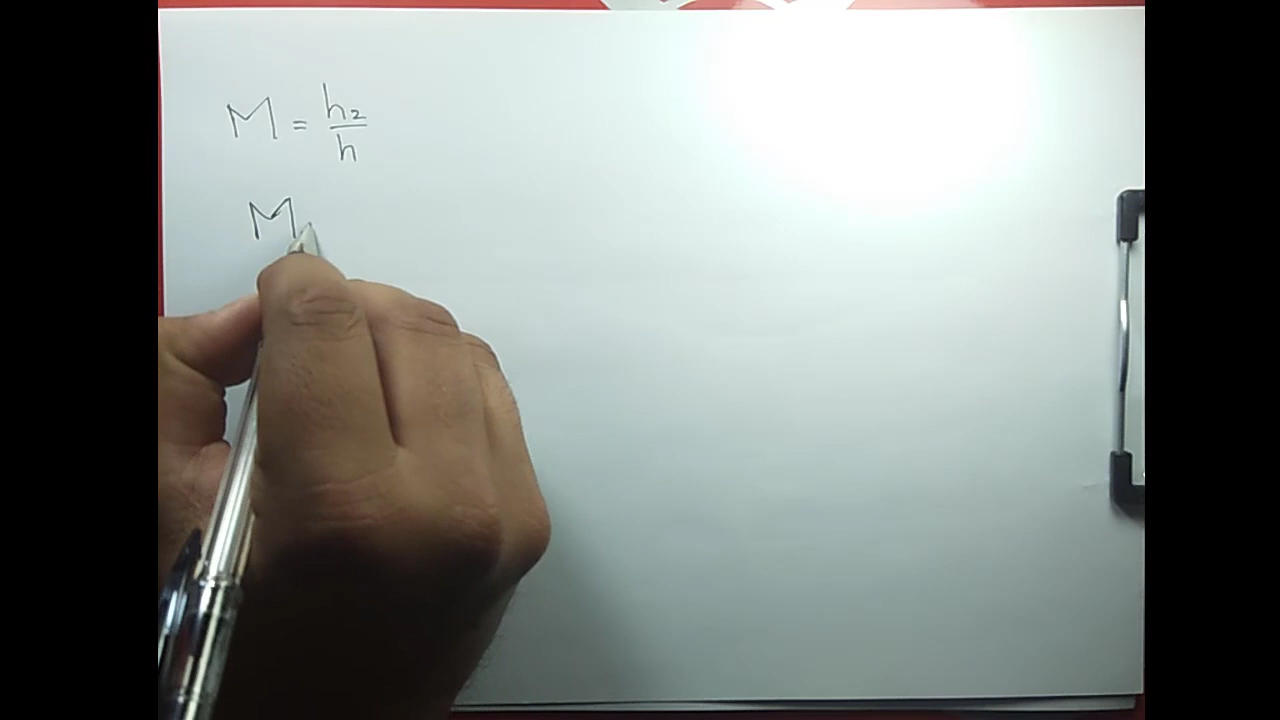 M = h₂/h
M